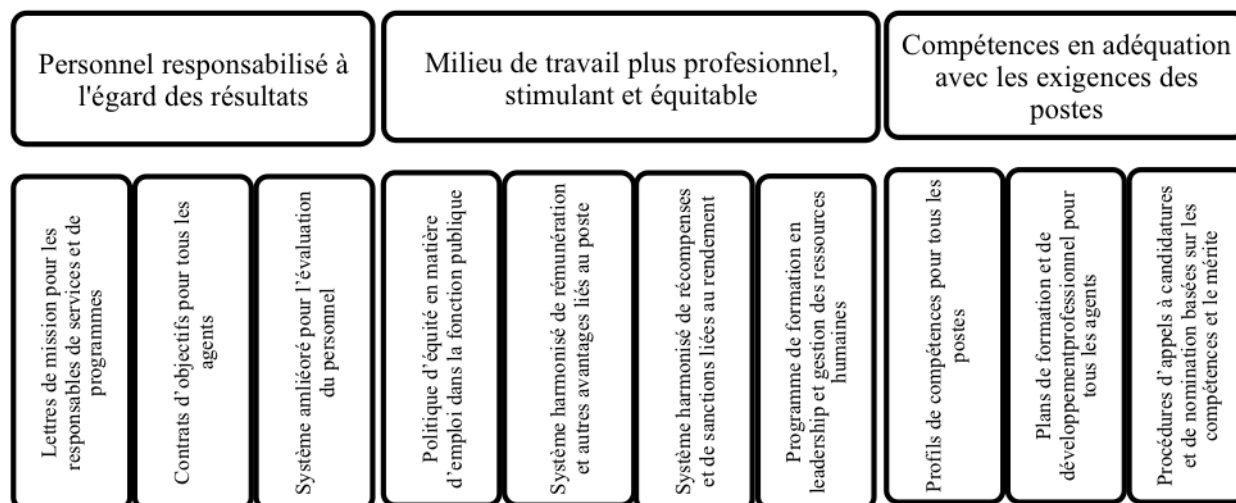 Personnel responsabilisé à
l'égard des résultats
Milieu de travail plus profesionnel,
stimulant et équitable
Compétences en adéquation
avec les exigences des
postes
Lettres de mission pour les
responsables de services et de
programmes
Contrats d’objectifs pour tous les
agents
Système amliéoré pour l’évaluation
du personnel
Politique d’équité en matière
d’emploi dans la fonction publique
Système harmonisé de rémunération
et autres avantages liés au poste
Système harmonisé de récompenses
et de sanctions liées au rendement
Programme de formation en
leadership et gestion des ressources
humaines
Profils de compétences pour tous les
postes
Plans de formation et de
développementprofessionnel pour
tous les agents
Procédures d’appels à candidatures
et de nomination basées sur les
compétences et le mérite